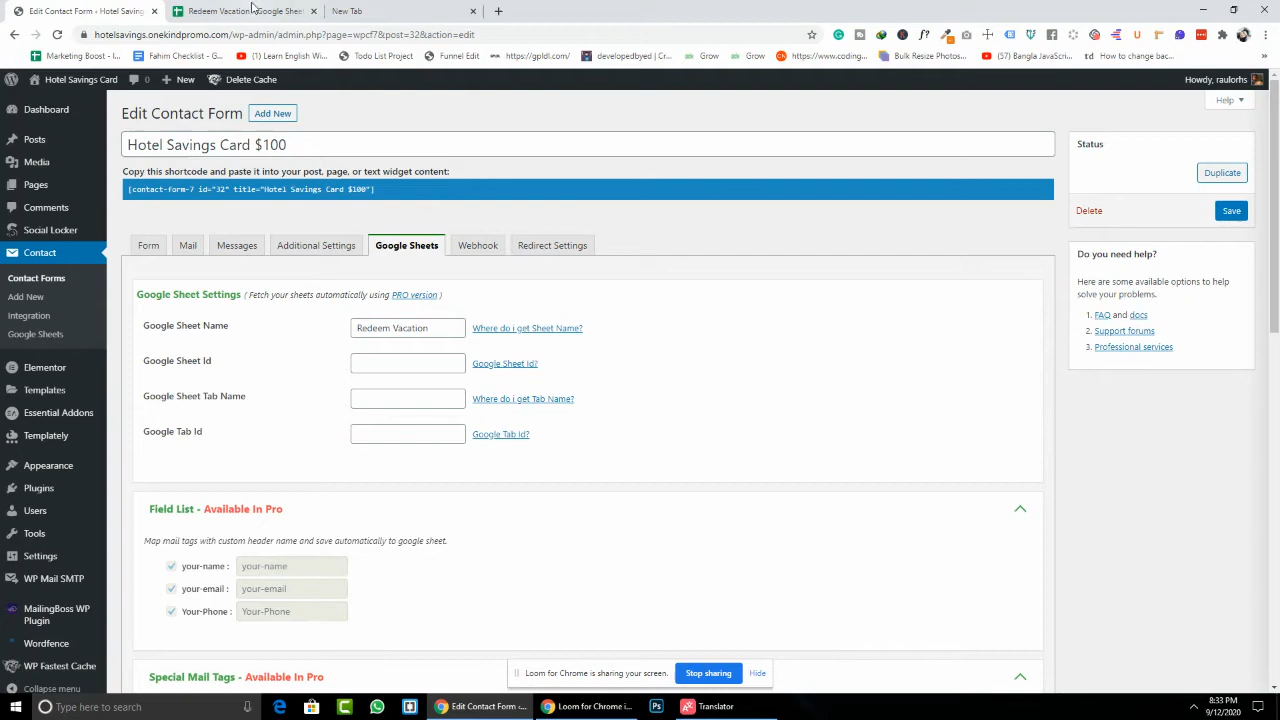 Edit Contact Form ‹ Hotel Saving
Redeem Vacation - Google Sheet
New Tab
hotelsavings.onekindpromo.com/wp-admin/admin.php?page=wpcf7&post=32&action=edit
Marketing Boost - I...
Fahim Checklist - G...
(1) Learn English Wi...
Todo List Project
Funnel Edit
https://gpldl.com/
developedbyed | Cr...
Grow
Grow
https://www.coding...
Bulk Resize Photos...
(57) Bangla JavaScri...
How to change bac...
Hotel Savings Card
0
New
Delete Cache
Howdy, raulorhs
Dashboard
Posts
Media
Pages
Comments
Social Locker
Contact
Contact Forms
Add New
Integration
Google Sheets
Elementor
Templates
Essential Addons
Templately
Appearance
Plugins
Users
Tools
Settings
WP Mail SMTP
MailingBoss WP
Plugin
Wordfence
WP Fastest Cache
Collapse menu
Help
Edit Contact Form
Add New
Hotel Savings Card $100
Copy this shortcode and paste it into your post, page, or text widget content:
[contact-form-7 id="32" title="Hotel Savings Card $100"]
Form
Mail
Messages
Additional Settings
Google Sheets
Webhook
Redirect Settings
Google Sheet Settings ( Fetch your sheets automatically using PRO version )
Google Sheet Name
Redeem Vacation
Where do i get Sheet Name?
Google Sheet Id
Google Sheet Id?
Google Sheet Tab Name
Where do i get Tab Name?
Google Tab Id
Google Tab Id?
Field List - Available In Pro
Map mail tags with custom header name and save automatically to google sheet.
your-name :
your-name
your-email :
your-email
Your-Phone :
Your-Phone
Special Mail Tags - Available In Pro
Status
Duplicate
Delete
Save
Do you need help?
Here are some available options to help
solve your problems.
1. FAQ and docs
2. Support forums
3. Professional services
Loom for Chrome is sharing your screen.
Stop sharing
Hide
Type here to search
Edit Contact Form ‹...
Loom for Chrome i...
Translator
8:33 PM
9/12/2020